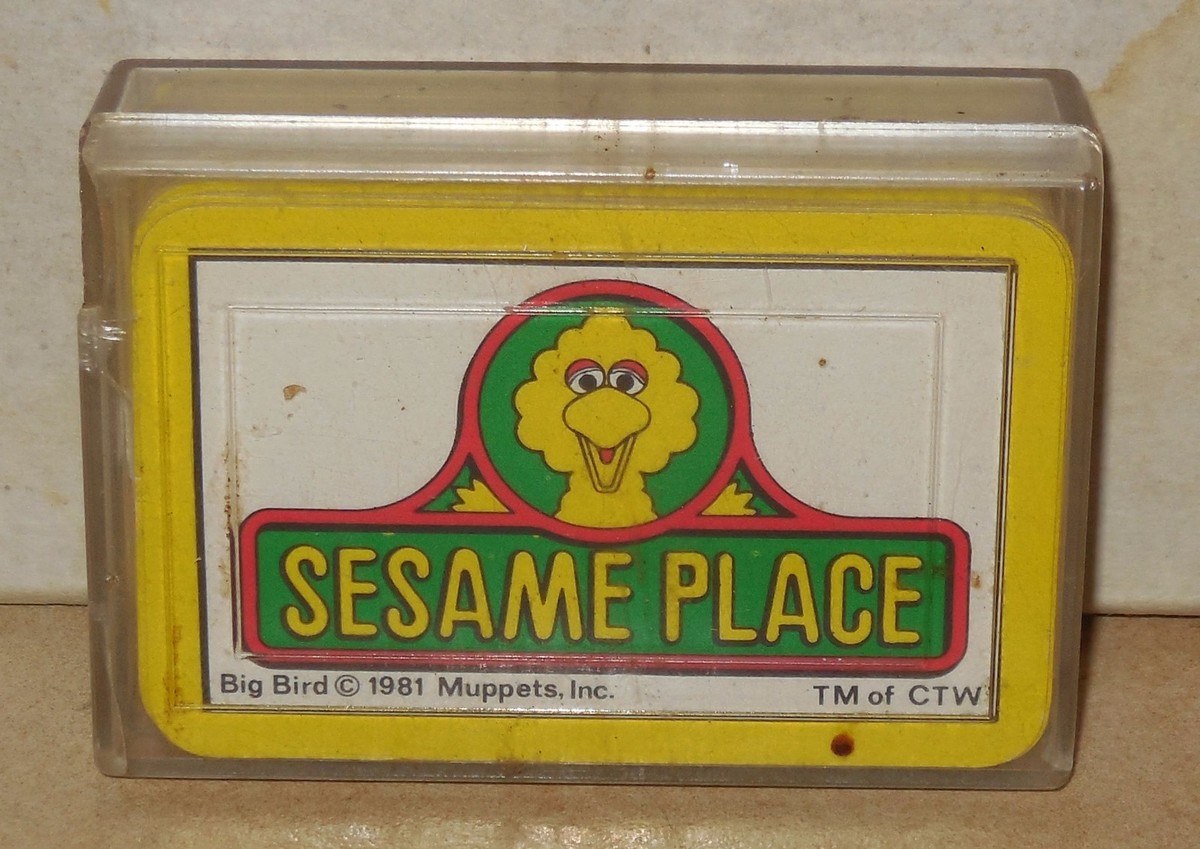 SESAME PLACE
Big Bird © 1981 Muppets, Inc. TM of CTW